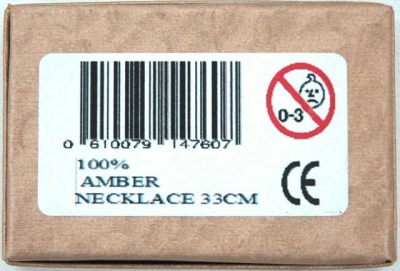 0 610079 147607
0-3
100%
AMBER
NECKLACE 33CM
CE